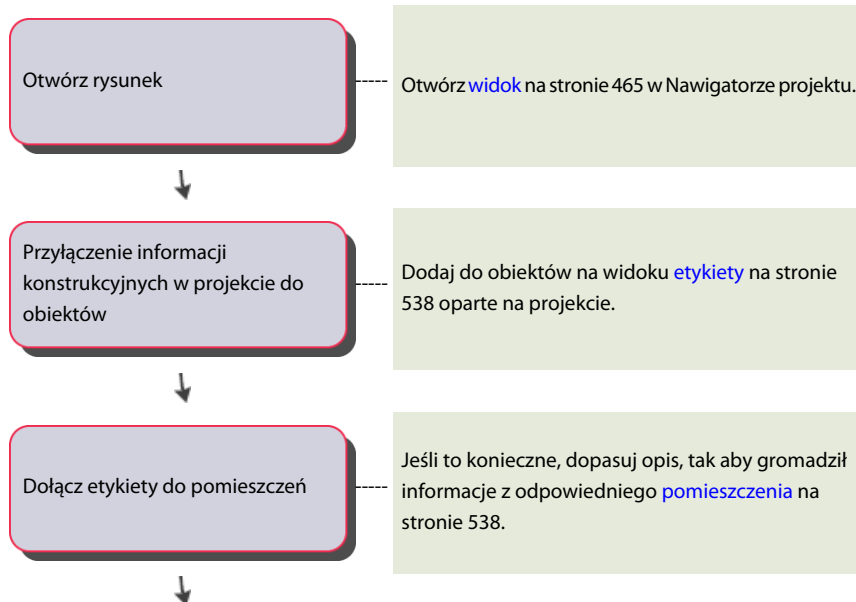 Otwórz rysunek
Otwórz widok na stronie 465 w Nawigatorze projektu.
Przyłączenie informacji
konstrukcyjnych w projekcie do
obiektów
Dodaj do obiektów na widoku etykiety na stronie
538 oparte na projekcie.
Dołącz etykiety do pomieszczeń
Jeśli to konieczne, dopasuj opis, tak aby gromadził
informacje z odpowiedniego pomieszczenia na
stronie 538.